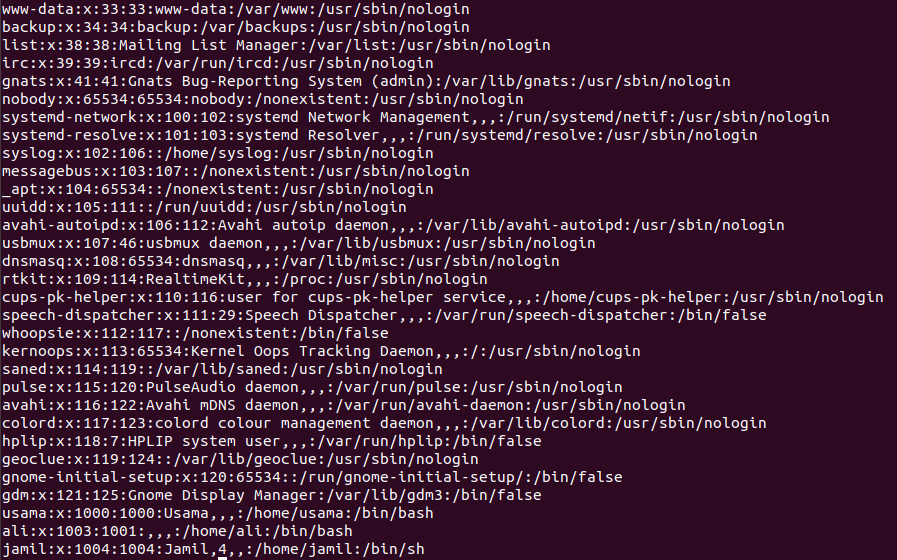 www-data:x:33:33:www-data:/var/www:/usr/sbin/nologin
backup:x:34:34:backup:/var/backups:/usr/sbin/nologin
list:x:38:38:Mailing List Manager:/var/list:/usr/sbin/nologin
irc:x:39:39:ircd:/var/run/ircd:/usr/sbin/nologin
gnats:x:41:41:Gnats Bug-Reporting System (admin):/var/lib/gnats:/usr/sbin/nologin
nobody:x:65534:65534:nobody:/nonexistent:/usr/sbin/nologin
systemd-network:x:100:102:systemd Network Management,,,:/run/systemd/netif:/usr/sbin/nologin
systemd-resolve:x:101:103:systemd Resolver,,,:/run/systemd/resolve:/usr/sbin/nologin
syslog:x:102:106::/home/syslog:/usr/sbin/nologin
messagebus:x:103:107::/nonexistent:/usr/sbin/nologin
_apt:x:104:65534::/nonexistent:/usr/sbin/nologin
uuidd:x:105:111::/run/uuidd:/usr/sbin/nologin
avahi-autoipd:x:106:112:Avahi autoip daemon,,,:/var/lib/avahi-autoipd:/usr/sbin/nologin
usbmux:x:107:46:usbmux daemon,,,:/var/lib/usbmux:/usr/sbin/nologin
dnsmasq:x:108:65534:dnsmasq,,,:/var/lib/misc:/usr/sbin/nologin
rtkit:x:109:114:RealtimeKit,,,:/proc:/usr/sbin/nologin
cups-pk-helper:x:110:116:user for cups-pk-helper service,,,:/home/cups-pk-helper:/usr/sbin/nologin
speech-dispatcher:x:111:29:Speech Dispatcher,,,:/var/run/speech-dispatcher:/bin/false
whoopsie:x:112:117::/nonexistent:/bin/false
kernoops:x:113:65534:Kernel Oops Tracking Daemon,,,:/:/usr/sbin/nologin
saned:x:114:119::/var/lib/saned:/usr/sbin/nologin
pulse:x:115:120:PulseAudio daemon,,,:/var/run/pulse:/usr/sbin/nologin
avahi:x:116:122:Avahi mDNS daemon,,,:/var/run/avahi-daemon:/usr/sbin/nologin
colord:x:117:123:colord colour management daemon,,,:/var/lib/colord:/usr/sbin/nologin
hplip:x:118:7:HPLIP system user,,,:/var/run/hplip:/bin/false
geoclue:x:119:124::/var/lib/geoclue:/usr/sbin/nologin
gnome-initial-setup:x:120:65534::/run/gnome-initial-setup/:/bin/false
gdm:x:121:125:Gnome Display Manager:/var/lib/gdm3:/bin/false
usama:x:1000:1000:Usama,,,:/home/usama:/bin/bash
ali:x:1003:1001:,,,:/home/ali:/bin/bash
jamil:x:1004:1004:Jamil,4,,:/home/jamil:/bin/sh